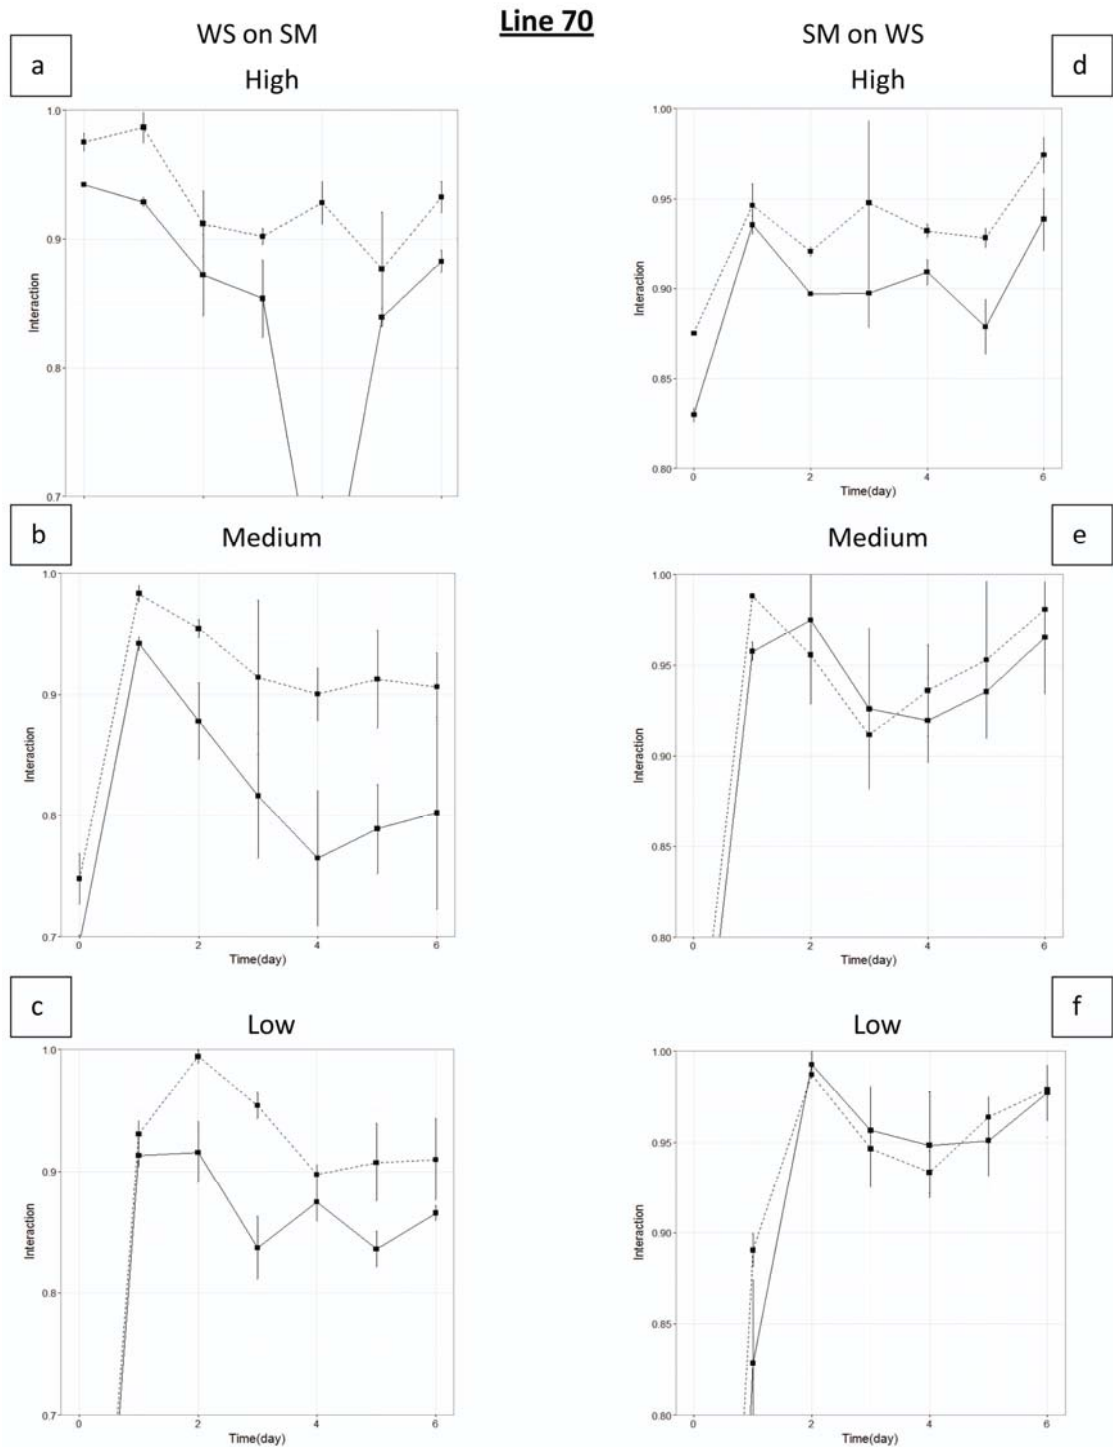 Line 70
WS on SM
SM on WS
a
High
High
d
1.0
0.9
0.8
0.7
Interaction
1.00
0.95
0.90
0.85
0.80
Interaction
0
2
4
6
Time(day)
b
Medium
Medium
e
1.0
0.9
0.8
0.7
Interaction
0
2
4
6
Time(day)
1.00
0.95
0.90
0.85
0.80
Interaction
0
2
4
6
Time(day)
c
Low
Low
f
1.0
0.9
0.8
0.7
Interaction
0
2
4
6
Time(day)
1.00
0.95
0.90
0.85
0.80
Interaction
0
2
4
6
Time(day)